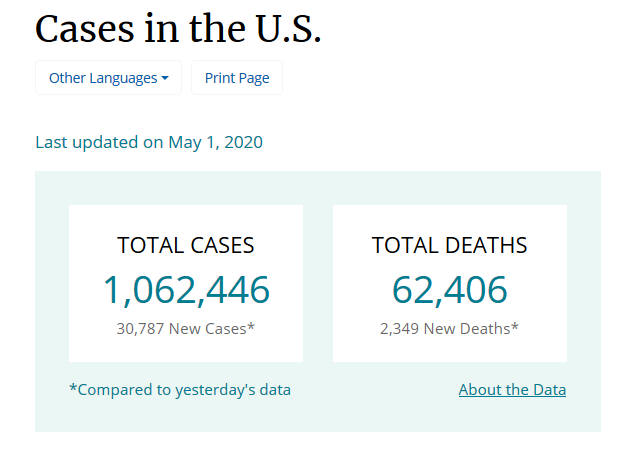 Cases in the U.S.
Other Languages
Print Page
Last updated on May 1, 2020
TOTAL CASES
1,062,446
30,787 New Cases*
TOTAL DEATHS
62,406
2,349 New Deaths*
*Compared to yesterday's data
About the Data